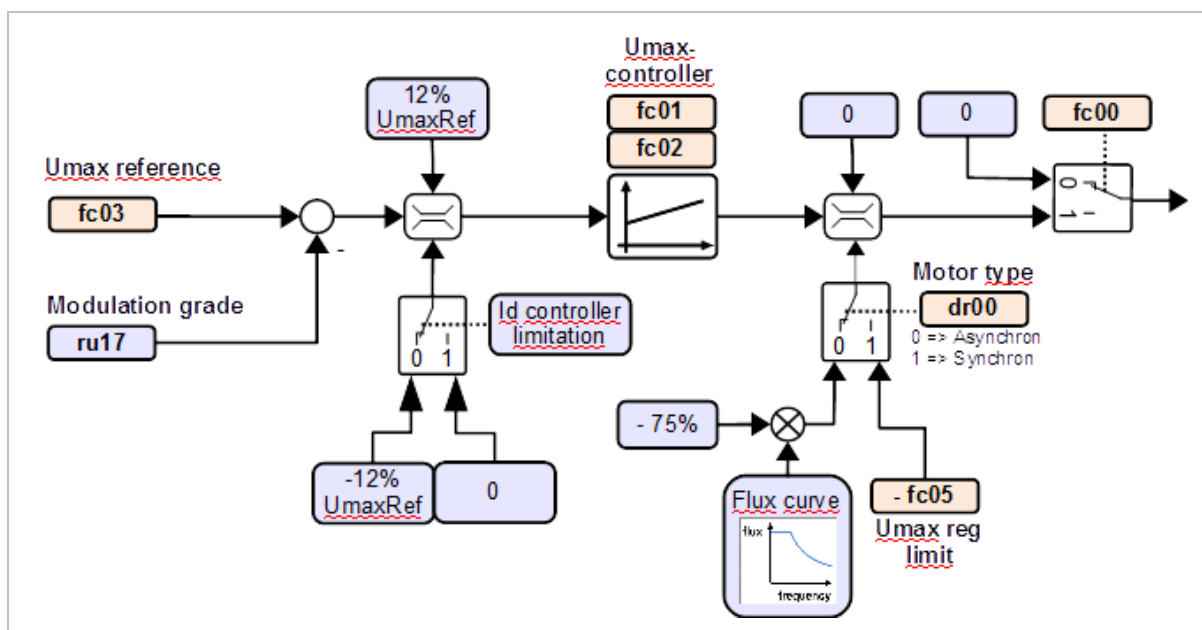 Umax-
controller
12%
UmaxRef
fc01
fc02
0
0
fc00
Umax reference
fc03
-
0
1
Modulation grade
ru17
Id controller
limitation
0 1
Motor type
dr00
0 => Asynchron
1 => Synchron
0 1
- 75%
-12%
UmaxRef
0
Flux curve
flux
frequency
- fc05
Umax reg
limit